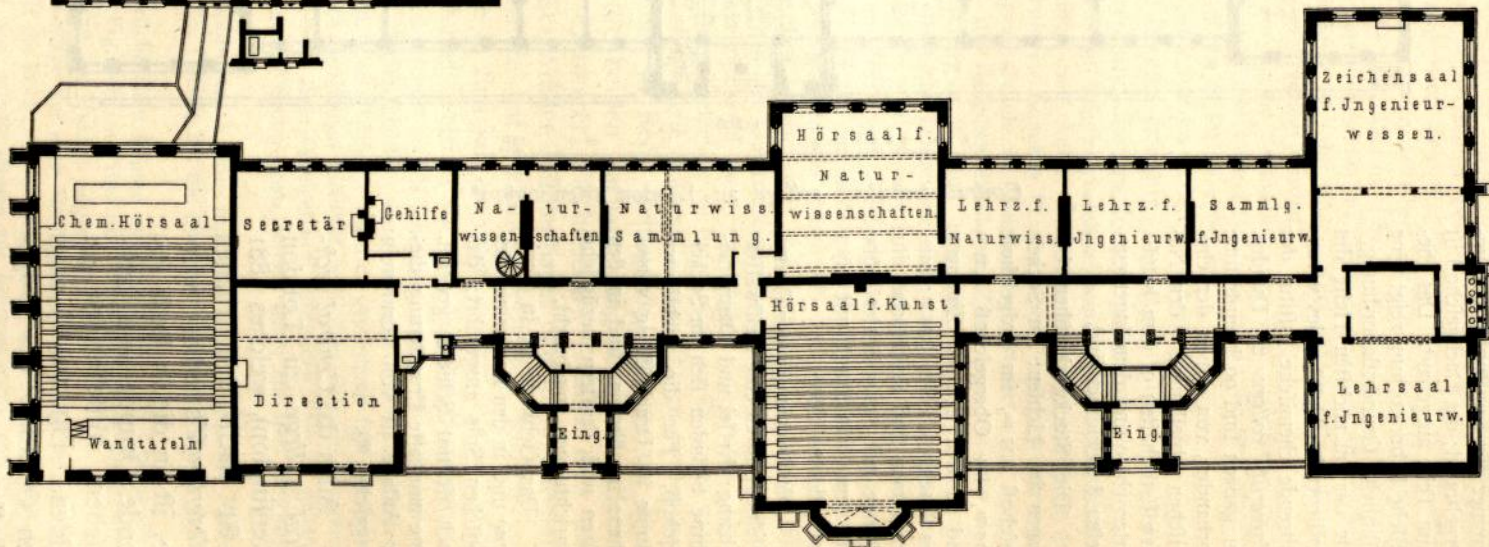 Zeichensaal
f. Jngenieur-
wessen.
Hörsaal f.
Natur-
wissenschaften.
Chem. Hörsaal
Secretär
Gehilfe
Na-
wissen-
tur-
schaften
Naturwiss.
Sammlung.
Lehrz. f.
Naturwiss.
Lehrz. f.
Jngenieurw.
Sammlg.
f. Jngenieurw.
Hörsaal f. Kunst
Direction
Wandtafeln
Eing.
Eing.
Lehrsaal
f. Jngenieurw.